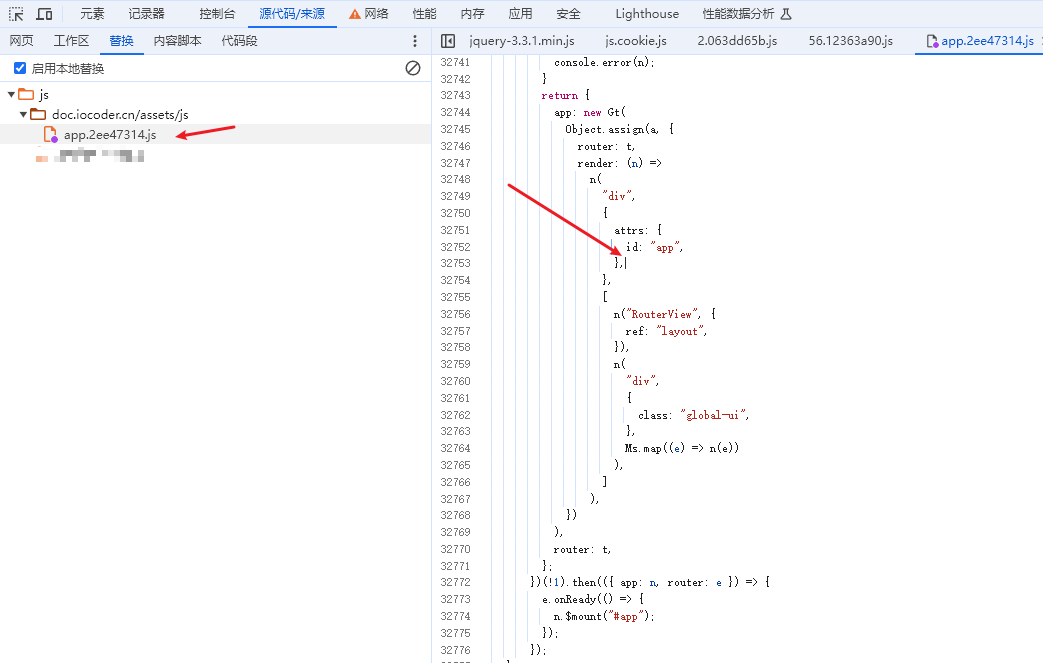 元素 记录器 控制台 源代码/来源 网络 性能 内存 应用 安全 Lighthouse 性能数据分析
网页 工作区 替换 内容脚本 代码段
jquery-3.3.1.min.js js.cookie.js 2.063dd65b.js 56.12363a90.js app.2ee47314.js
启用本地替换
js
doc.iocoder.cn/assets/js
app.2ee47314.js
32741 console.error(n);
32742 }
32743 return {
32744 app: new Gt(
32745 Object.assign(a, {
32746 router: t,
32747 render: (n) =>
32748 n(
32749 "div",
32750 {
32751 attrs: {
32752 id: "app",
32753 },
32754 },
32755 [
32756 n("RouterView", {
32757 ref: "layout",
32758 }),
32759 n(
32760 "div",
32761 {
32762 class: "global-ui",
32763 },
32764 Ms.map((e) => n(e))
32765 ),
32766 ]
32767 ),
32768 })
32769 ),
32770 router: t,
32771 };
32772 })(!1).then(({ app: n, router: e }) => {
32773 e.onReady(() => {
32774 n.$mount("#app");
32775 });
32776 });